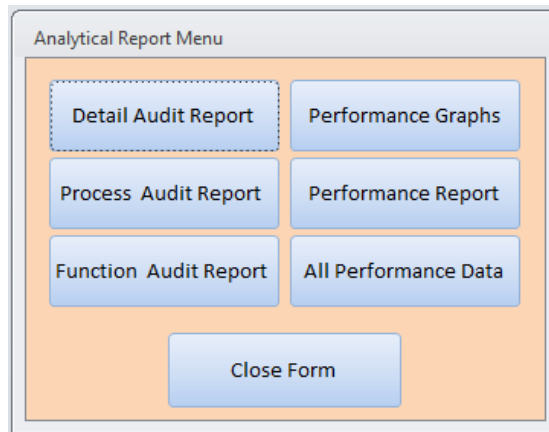 Analytical Report Menu
Detail Audit Report
Performance Graphs
Process  Audit Report
Performance Report
Function  Audit Report
All Performance Data
Close Form